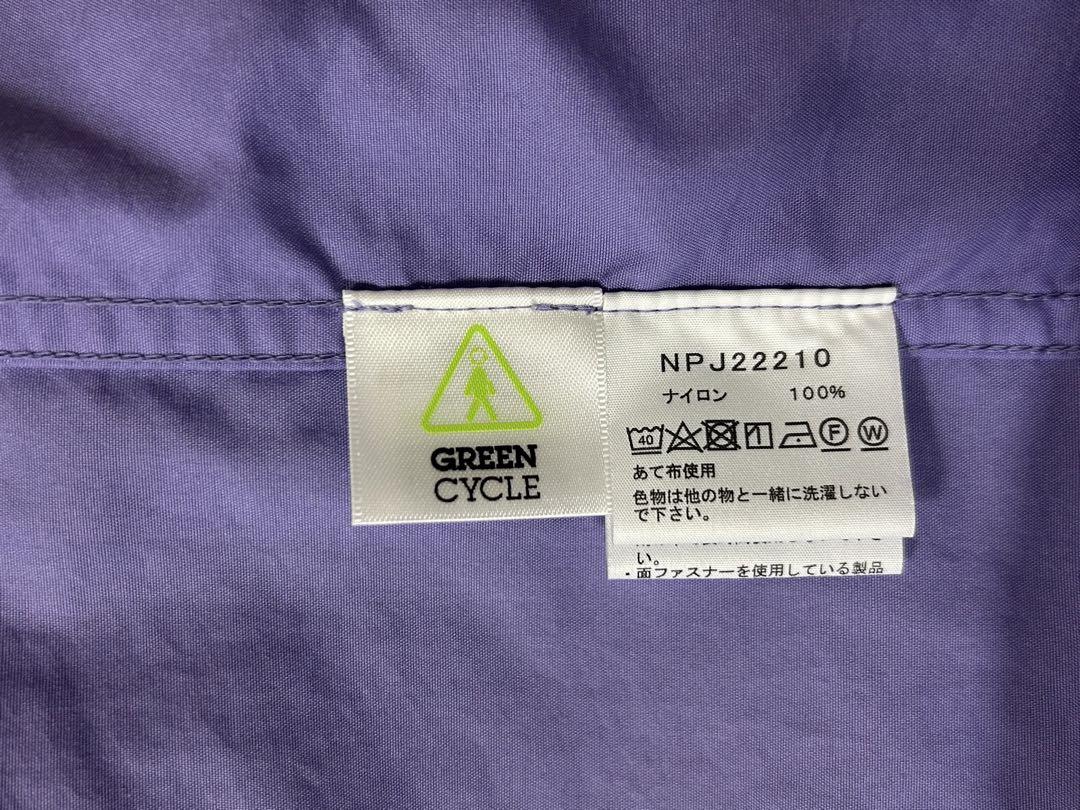 GREEN
CYCLE
NPJ22210
ナイロン 100%
40 F W
あて布使用
色物は他の物と一緒に洗濯しない
で下さい。
い。
・面ファスナーを使用している製品